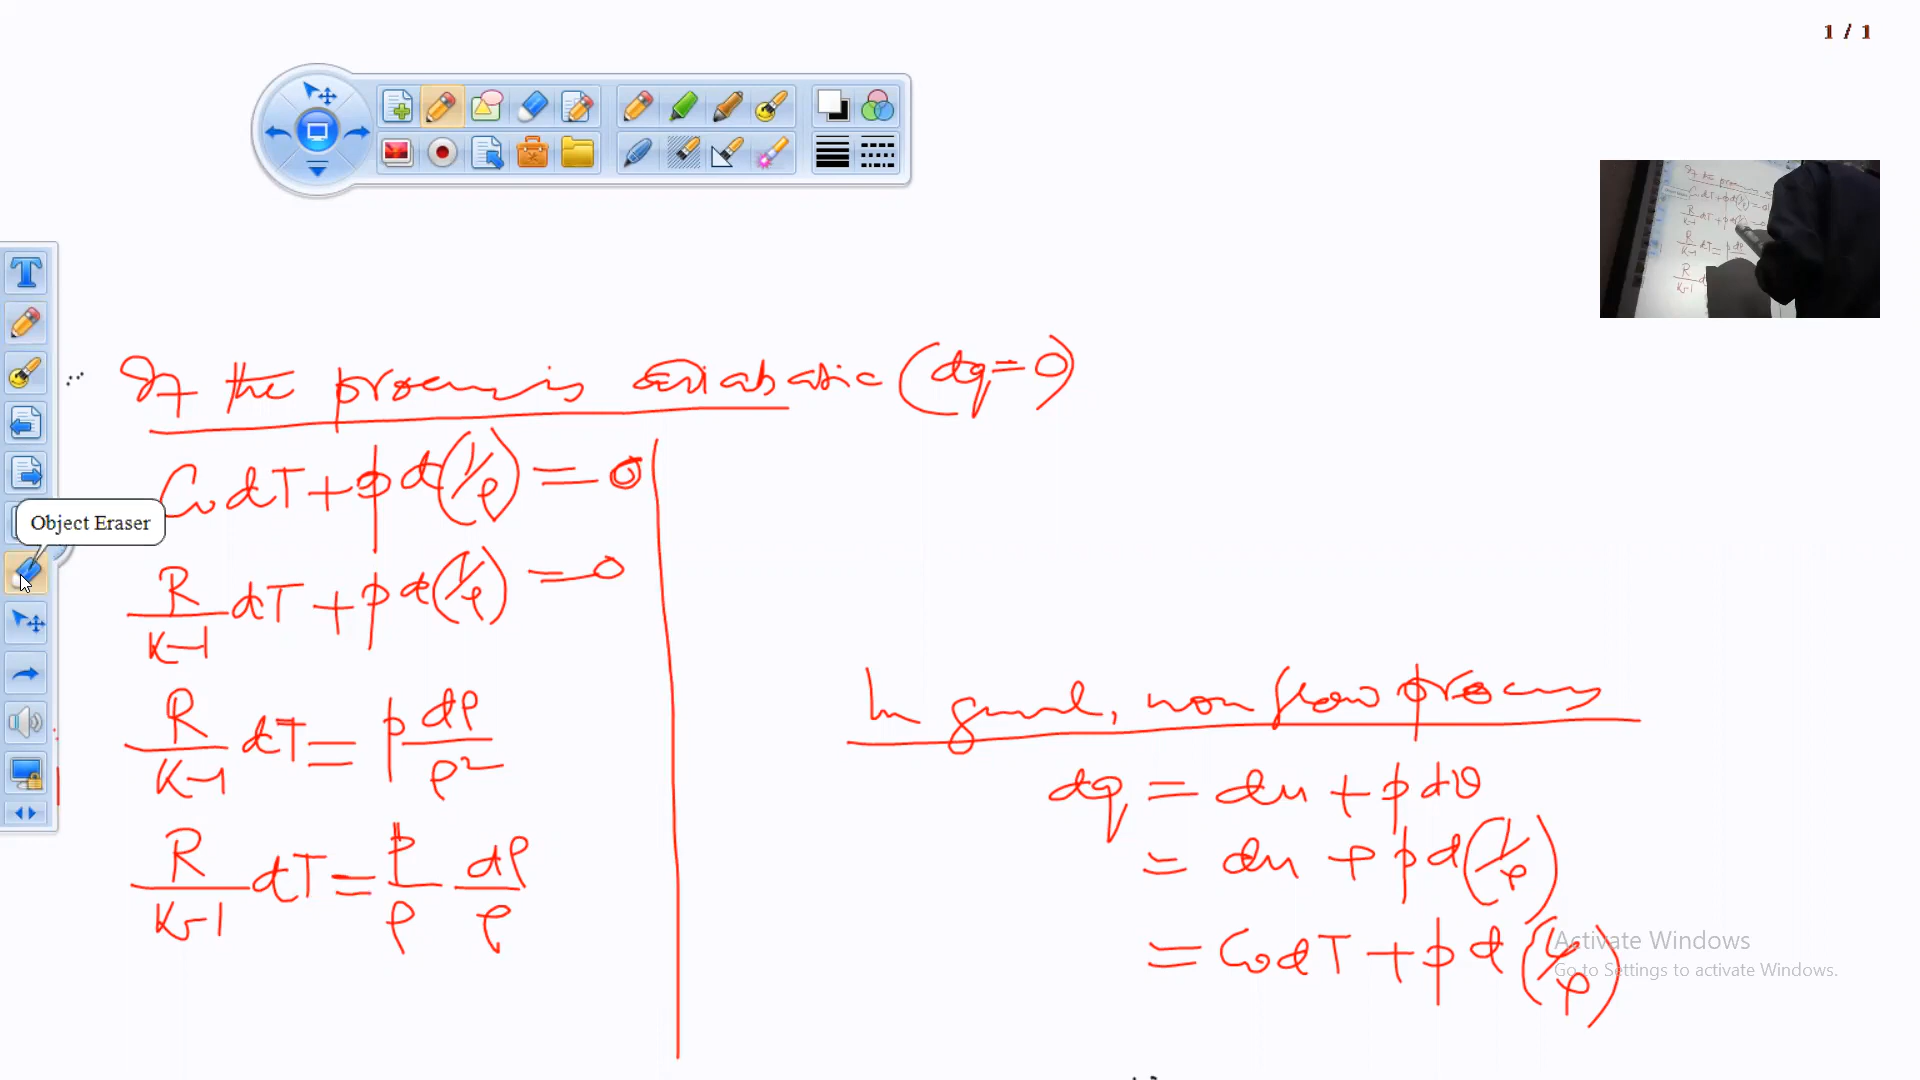 1 / 1
If the process is adiabatic (dq=0)
Cv dT + p d(1/ρ) = 0
R/K-1 dT + p d(1/ρ) = 0
Object Eraser
R/K-1 dT = p dρ/ρ²
R/K-1 dT = p/ρ dρ/ρ
In general, non flow process
dq = du + p dv
= du + p d(1/ρ)
= Cv dT + p d(1/ρ)
Activate Windows
Go to Settings to activate Windows.